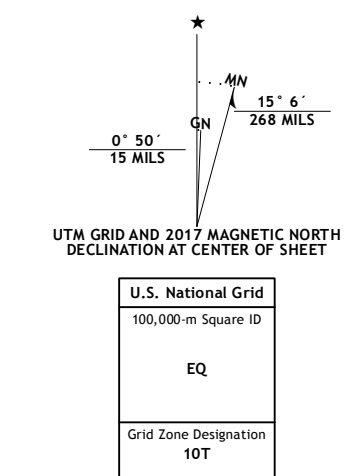 ★
MN
GN
15° 6´
268 MILS
0° 50´
15 MILS
UTM GRID AND 2017 MAGNETIC NORTH
DECLINATION AT CENTER OF SHEET
U.S. National Grid
100,000-m Square ID
EQ
Grid Zone Designation
10T